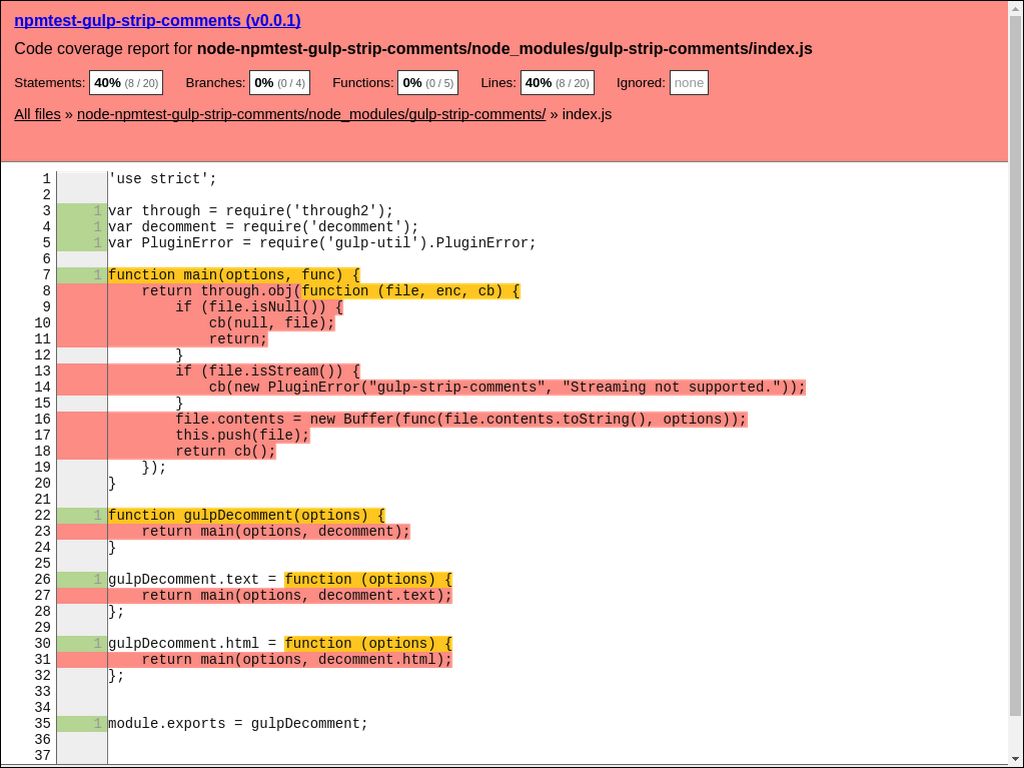 npmtest-gulp-strip-comments (v0.0.1)
Code coverage report for node-npmtest-gulp-strip-comments/node_modules/gulp-strip-comments/index.js
Statements: 40% (8 / 20) Branches: 0% (0 / 4) Functions: 0% (0 / 5) Lines: 40% (8 / 20) Ignored: none
All files » node-npmtest-gulp-strip-comments/node_modules/gulp-strip-comments/ » index.js
1 'use strict';
2
3 1 var through = require('through2');
4 1 var decomment = require('decomment');
5 1 var PluginError = require('gulp-util').PluginError;
6
7 1 function main(options, func) {
8     return through.obj(function (file, enc, cb) {
9         if (file.isNull()) {
10             cb(null, file);
11             return;
12         }
13         if (file.isStream()) {
14             cb(new PluginError("gulp-strip-comments", "Streaming not supported."));
15         }
16         file.contents = new Buffer(func(file.contents.toString(), options));
17         this.push(file);
18         return cb();
19     });
20 }
21
22 1 function gulpDecomment(options) {
23     return main(options, decomment);
24 }
25
26 1 gulpDecomment.text = function (options) {
27     return main(options, decomment.text);
28 };
29
30 1 gulpDecomment.html = function (options) {
31     return main(options, decomment.html);
32 };
33
34
35 1 module.exports = gulpDecomment;
36
37